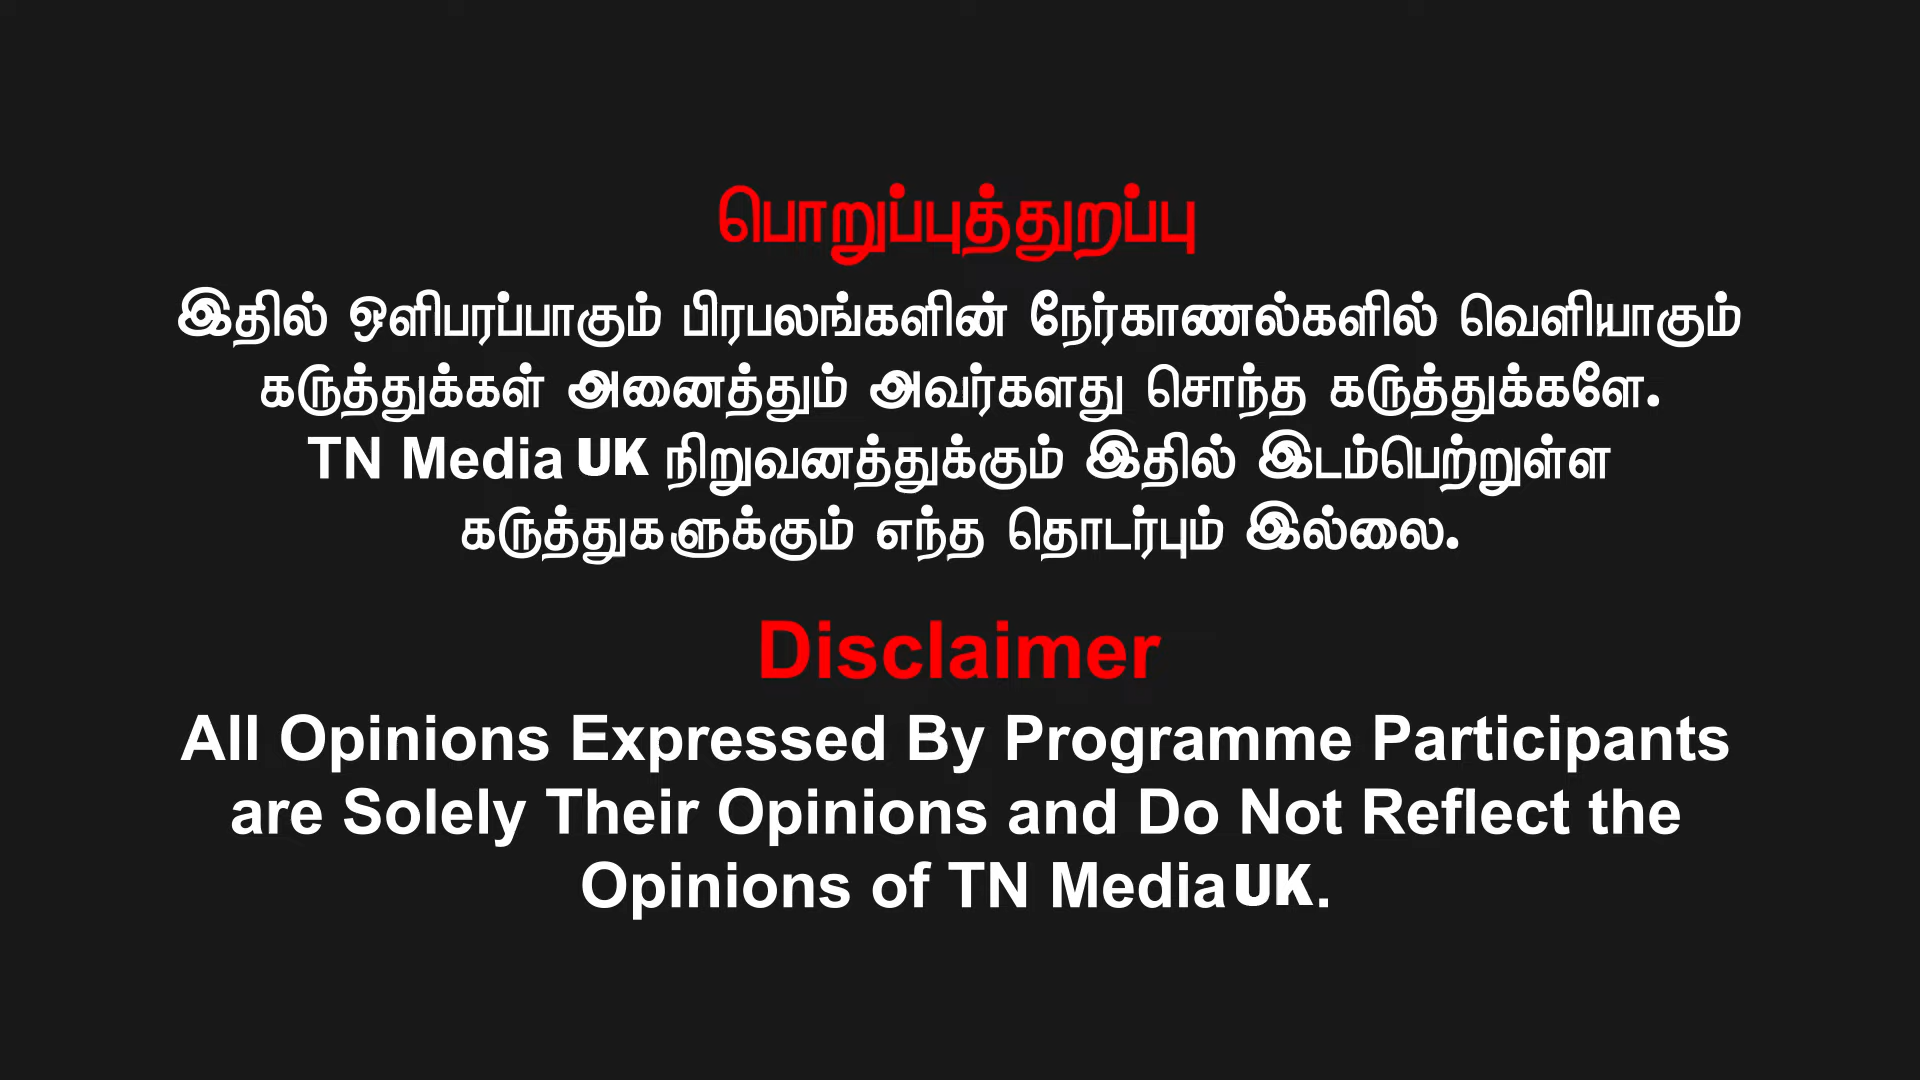 பொறுப்புத்துறப்பு
இதில் ஒளிபரப்பாகும் பிரபலங்களின் நேர்காணல்களில் வெளியாகும்
கருத்துக்கள் அனைத்தும் அவர்களது சொந்த கருத்துக்களே.
TN Media UK நிறுவனத்துக்கும் இதில் இடம்பெற்றுள்ள
கருத்துகளுக்கும் எந்த தொடர்பும் இல்லை.
Disclaimer
All Opinions Expressed By Programme Participants
are Solely Their Opinions and Do Not Reflect the
Opinions of TN Media UK.